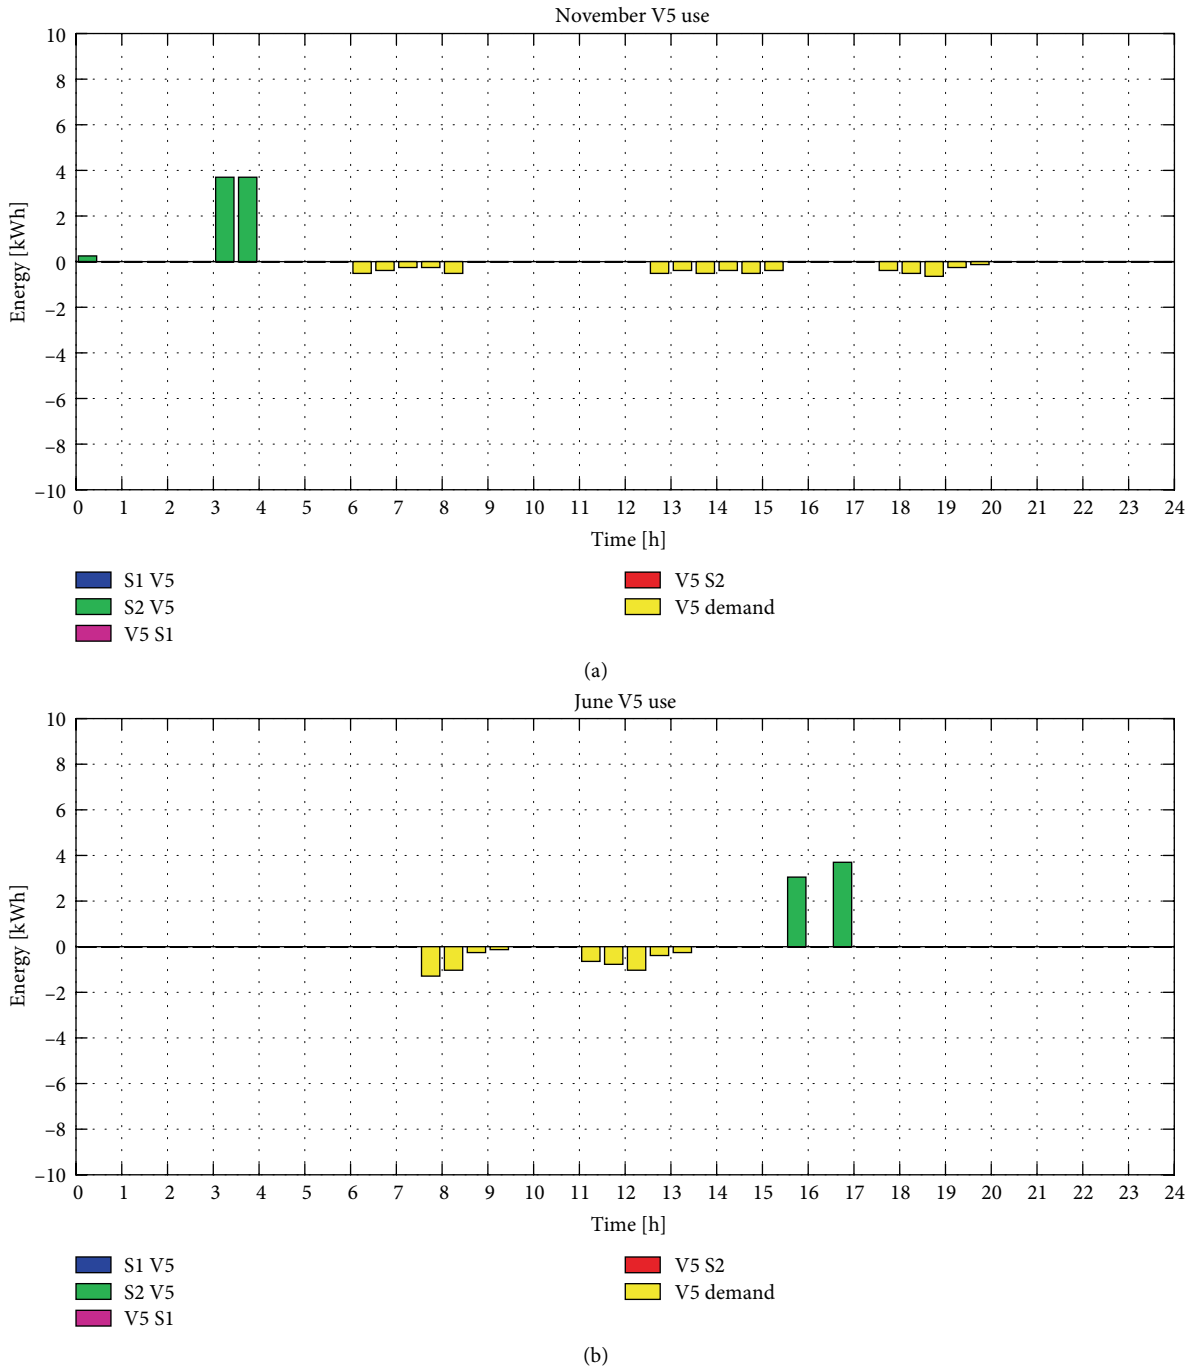 November V5 use
10
8
6
4
2
0
−2
−4
−6
−8
−10
Energy [kWh]
0 1 2 3 4 5 6 7 8 9 10 11 12 13 14 15 16 17 18 19 20 21 22 23 24
Time [h]
S1 V5
S2 V5
V5 S1
V5 S2
V5 demand
(a)
June V5 use
10
8
6
4
2
0
−2
−4
−6
−8
−10
Energy [kWh]
0 1 2 3 4 5 6 7 8 9 10 11 12 13 14 15 16 17 18 19 20 21 22 23 24
Time [h]
S1 V5
S2 V5
V5 S1
V5 S2
V5 demand
(b)